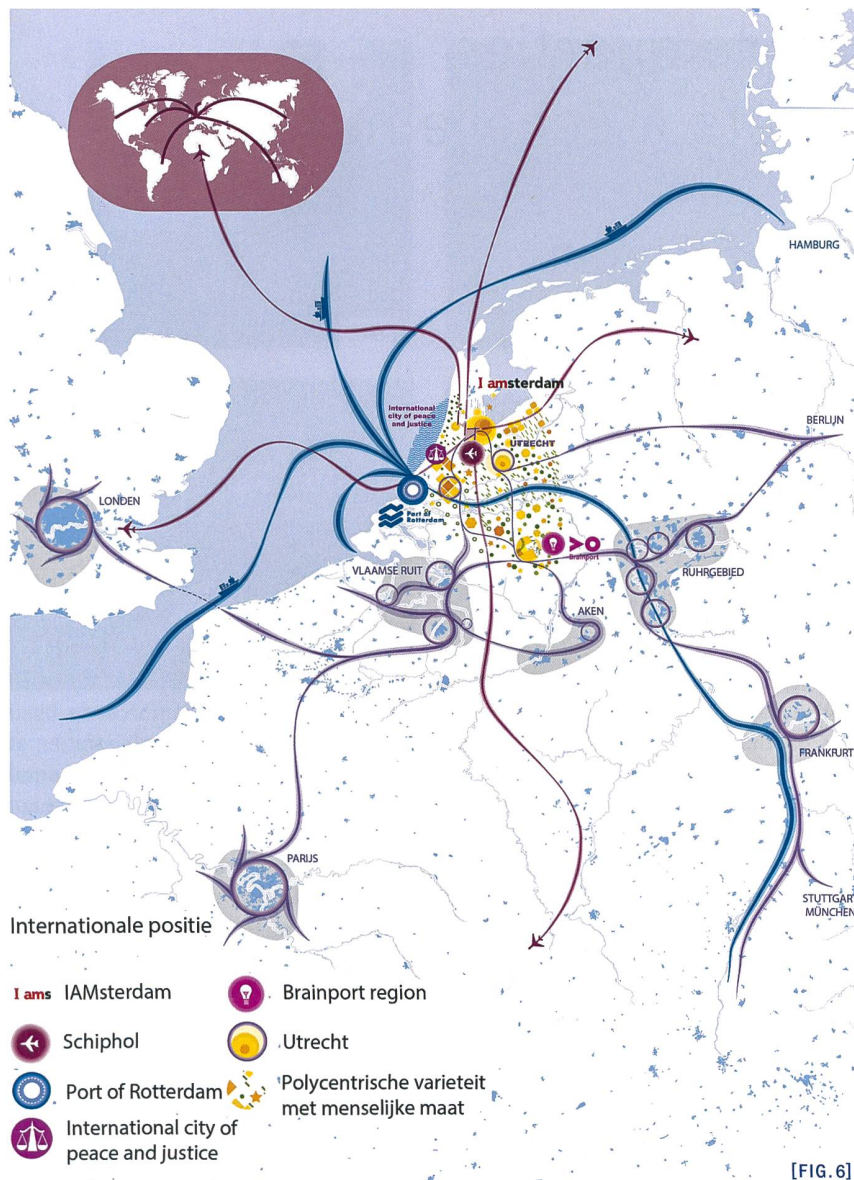 HAMBURG
I amsterdam
International
city of peace
and justice
UTRECHT
BERLIJN
LONDEN
Port of
Rotterdam
Brainport
VLAAMSE RUIT
RUHRGEBIED
AKEN
FRANKFURT
PARIJS
STUTTGAR
MÜNCHEN
Internationale positie
I ams IAMsterdam
Brainport region
Schiphol
Utrecht
Port of Rotterdam
Polycentrische varieteit
met menselijke maat
International city of
peace and justice
[FIG.6]